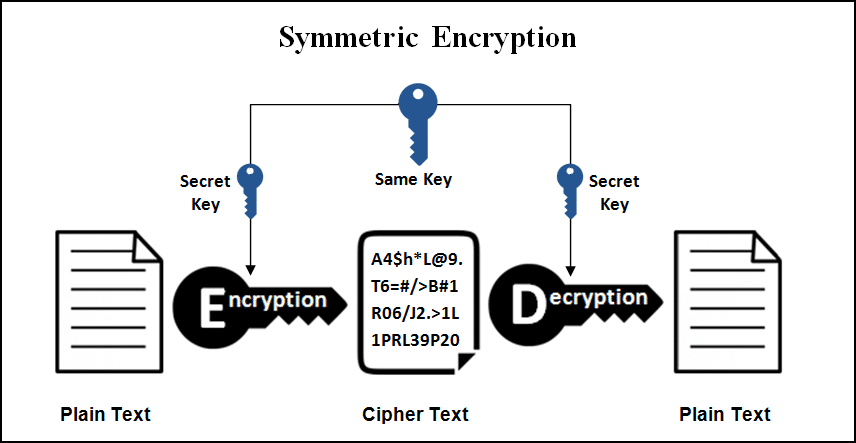 Symmetric Encryption
Same Key
Secret
Key
Secret
Key
Encryption
A4$h*L@9.
T6=#/>B#1
R06/J2.>1L
1PRL39P20
Decryption
Plain Text
Cipher Text
Plain Text